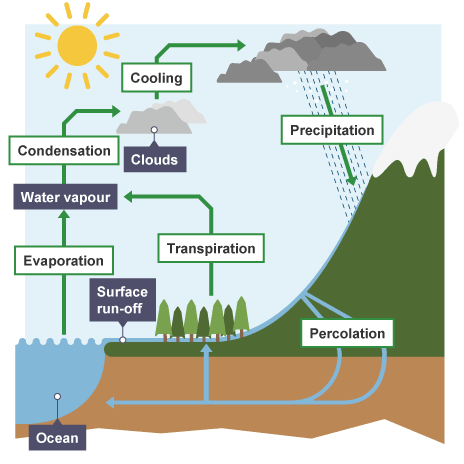 Cooling
Precipitation
Condensation
Clouds
Water vapour
Transpiration
Evaporation
Surface
run-off
Percolation
Ocean